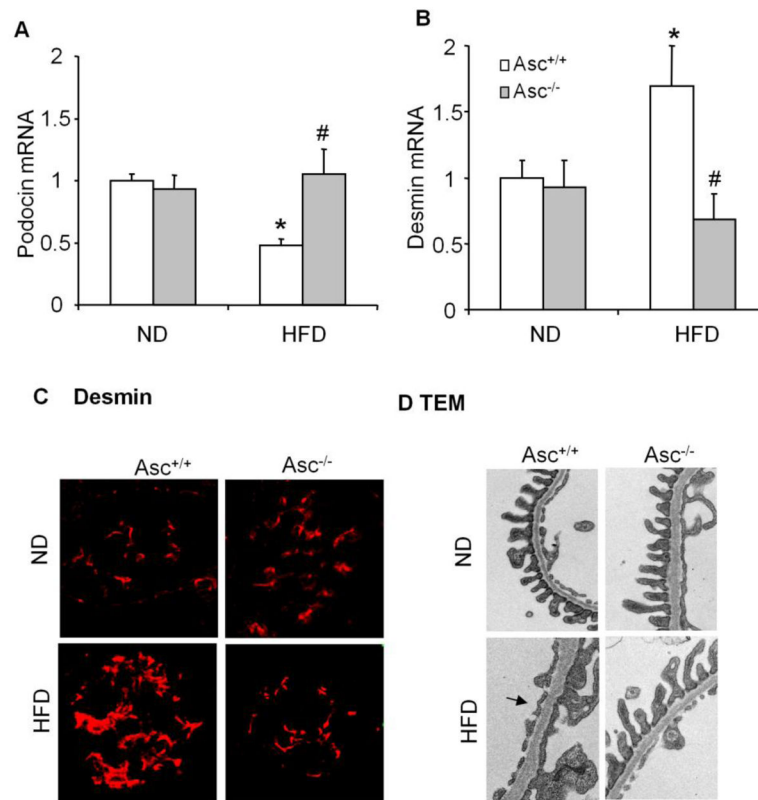 A
2
1.5
1
0.5
0
Podocin mRNA
*
#
ND HFD
B
2
1.5
1
0.5
0
Desmin mRNA
Asc+/+
Asc-/-
*
#
ND HFD
C Desmin
Asc+/+ Asc-/-
ND
HFD
D TEM
Asc+/+ Asc-/-
ND
HFD